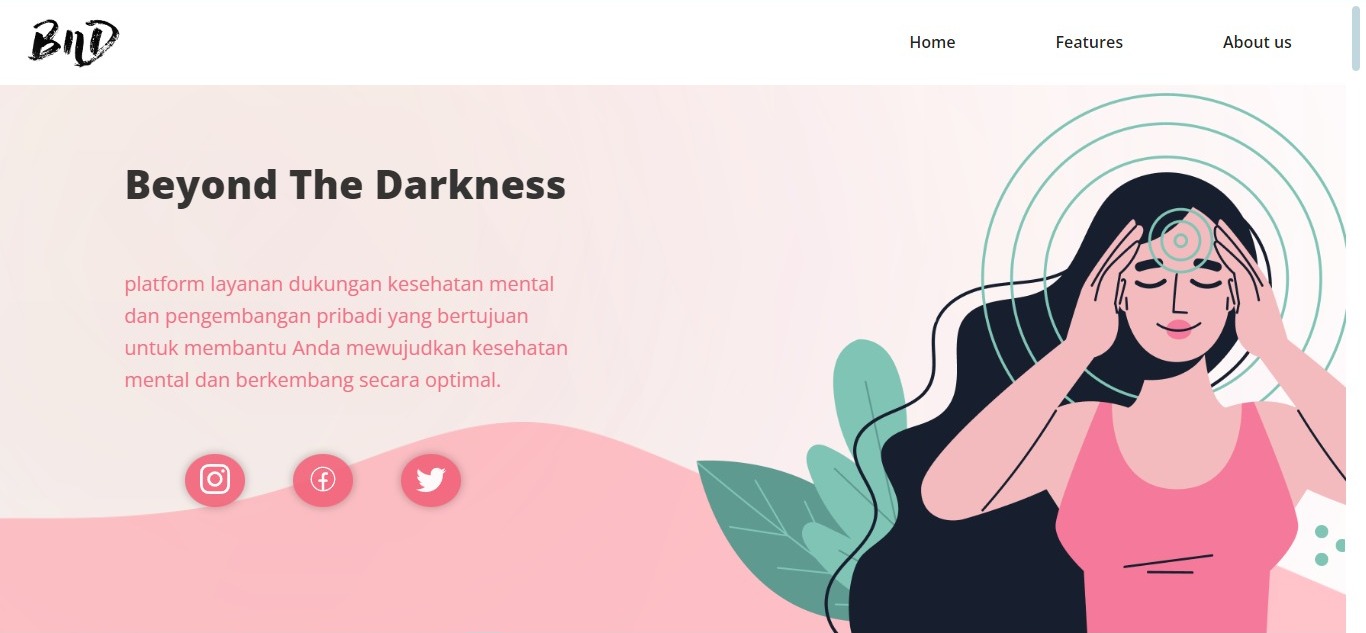 BnD
Home
Features
About us
Beyond The Darkness
platform layanan dukungan kesehatan mental
dan pengembangan pribadi yang bertujuan
untuk membantu Anda mewujudkan kesehatan
mental dan berkembang secara optimal.